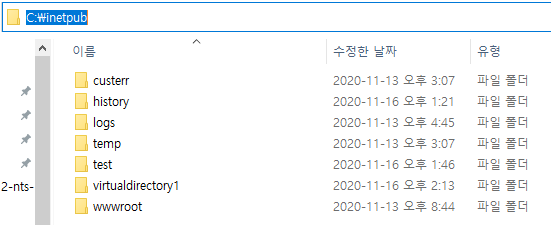 C:₩inetpub
이름 수정한 날짜 유형
custerr 2020-11-13 오후 3:07 파일 폴더
history 2020-11-16 오후 1:21 파일 폴더
logs 2020-11-13 오후 4:45 파일 폴더
temp 2020-11-13 오후 3:07 파일 폴더
test 2020-11-16 오후 1:46 파일 폴더
2-nts- virtualdirectory1 2020-11-16 오후 2:13 파일 폴더
wwwroot 2020-11-13 오후 8:44 파일 폴더